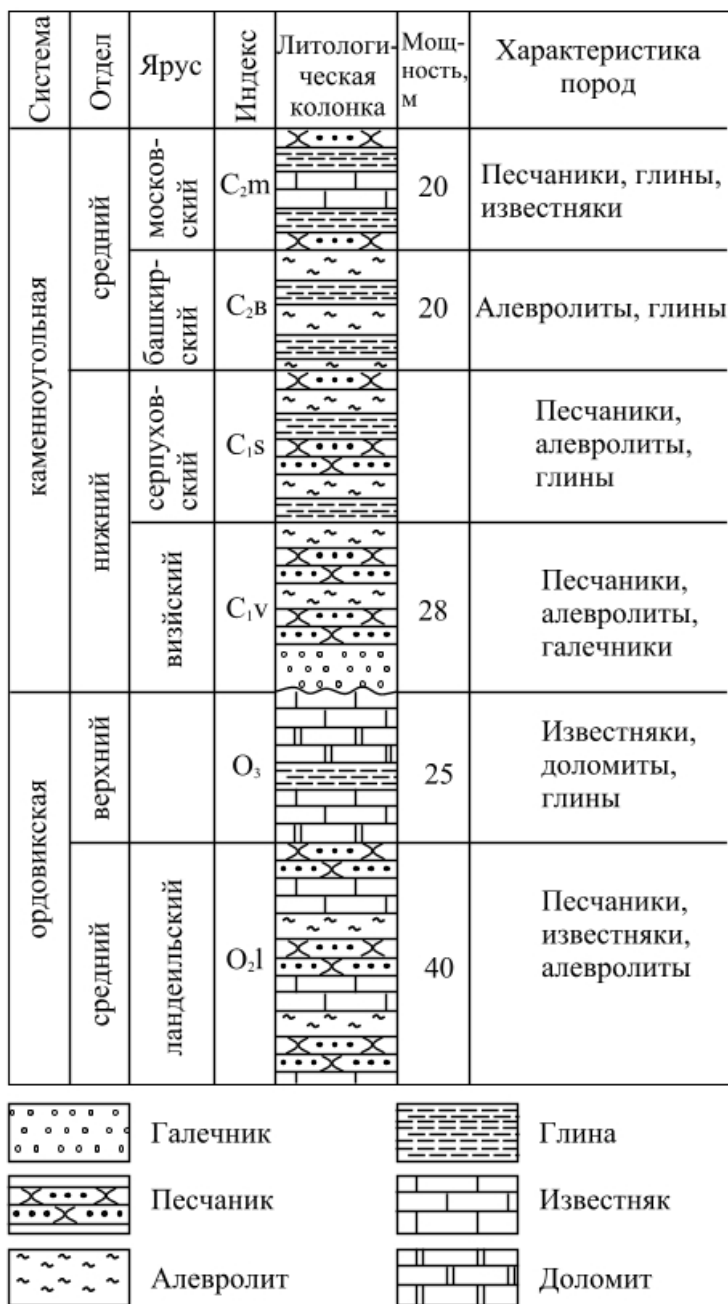 Система
Отдел
Ярус
Индекс
Литологи-
ческая
колонка
Мощ-
ность,
м
Характеристика
пород
каменноугольная
средний
москов-
ский
C₂m
20
Песчаники, глины,
известняки
башкир-
ский
C₂в
20
Алевролиты, глины
нижний
серпухов-
ский
C₁s
Песчаники,
алевролиты,
глины
визйский
C₁v
28
Песчаники,
алевролиты,
галечники
ордовикская
верхний
O₃
25
Известняки,
доломиты,
глины
средний
ландеильский
O₂l
40
Песчаники,
известняки,
алевролиты
Галечник
Глина
Песчаник
Известняк
Алевролит
Доломит